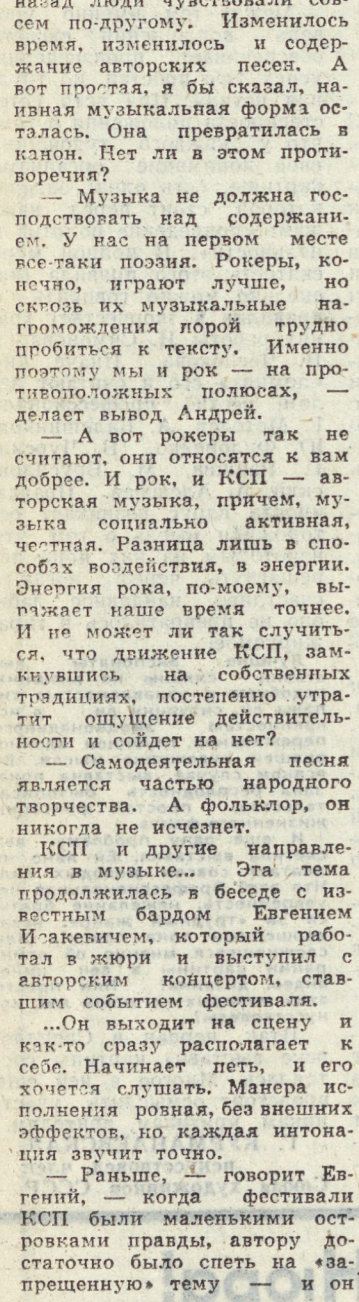 назад люди чувствовали сов-
сем по-другому. Изменилось
время, изменилось и содер-
жание авторских песен. А
вот простая, я бы сказал, на-
ивная музыкальная форма ос-
талась. Она превратилась в
канон. Нет ли в этом проти-
воречия?
— Музыка не должна гос-
подствовать над содержани-
ем. У нас на первом месте
все-таки поэзия. Рокеры, ко-
нечно, играют лучше, но
сквозь их музыкальные на-
громождения порой трудно
пробиться к тексту. Именно
поэтому мы и рок — на про-
тивоположных полюсах, —
делает вывод Андрей.
— А вот рокеры так не
считают, они относятся к вам
добрее. И рок, и КСП — ав-
торская музыка, причем, му-
зыка социально активная,
честная. Разница лишь в спо-
собах воздействия, в энергии.
Энергия рока, по-моему, вы-
ражает наше время точнее.
И не может ли так случить-
ся, что движение КСП, зам-
кнувшись на собственных
традициях, постепенно утра-
тит ощущение действитель-
ности и сойдет на нет?
— Самодеятельная песня
является частью народного
творчества. А фольклор, он
никогда не исчезнет.
КСП и другие направле-
ния в музыке... Эта тема
продолжилась в беседе с из-
вестным бардом Евгением
Исакевичем, который рабо-
тал в жюри и выступил с
авторским концертом, став-
шим событием фестиваля.
...Он выходит на сцену и
как-то сразу располагает к
себе. Начинает петь, и его
хочется слушать. Манера ис-
полнения ровная, без внешних
эффектов, но каждая интона-
ция звучит точно.
— Раньше, — говорит Ев-
гений, — когда фестивали
КСП были маленькими ост-
ровками правды, автору до-
статочно было спеть на «за-
прещенную» тему — и он